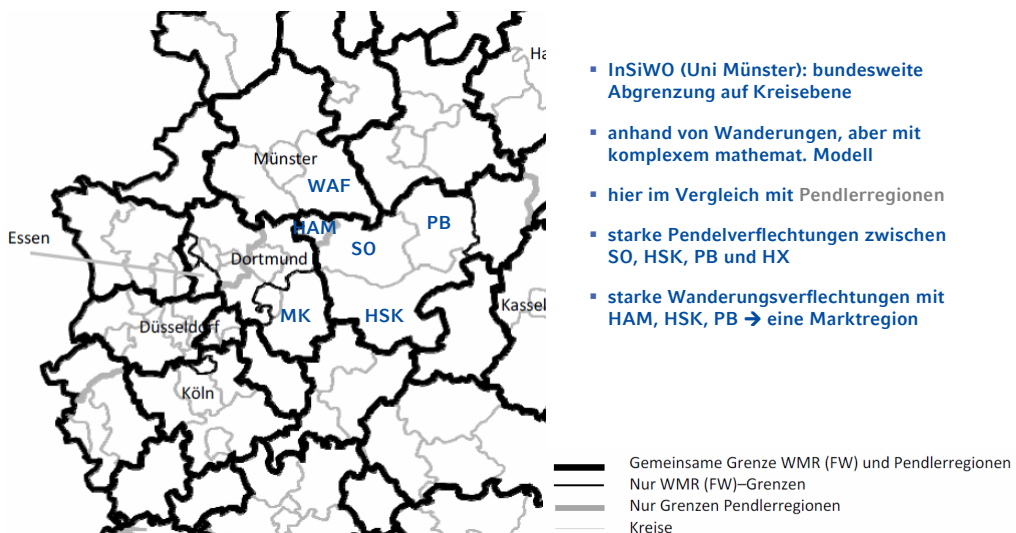 Ha
Münster
WAF
HAM
PB
SO
Essen
Dortmund
MK
HSK
Kassel
Düsseldorf
Köln
▪ InSiWO (Uni Münster): bundesweite
Abgrenzung auf Kreisebene
▪ anhand von Wanderungen, aber mit
komplexem mathemat. Modell
▪ hier im Vergleich mit Pendlerregionen
▪ starke Pendelverflechtungen zwischen
SO, HSK, PB und HX
▪ starke Wanderungsverflechtungen mit
HAM, HSK, PB ➔ eine Marktregion
Gemeinsame Grenze WMR (FW) und Pendlerregionen
Nur WMR (FW)–Grenzen
Nur Grenzen Pendlerregionen
Kreise